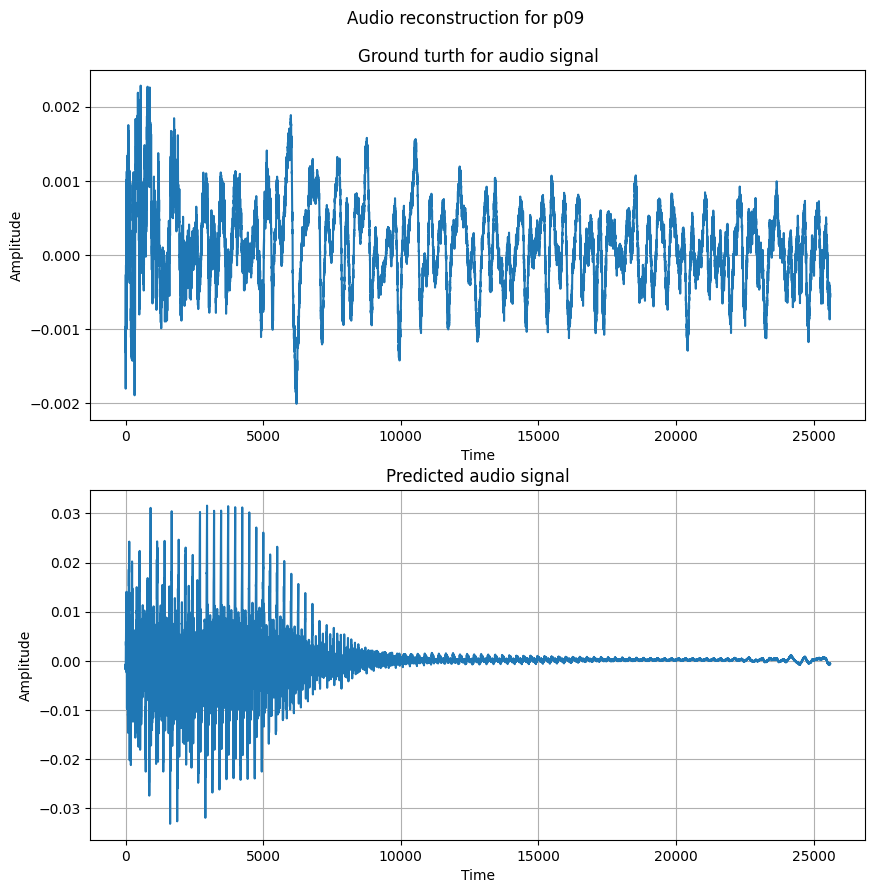 Audio reconstruction for p09
Ground turth for audio signal
Amplitude
0.002
0.001
0.000
−0.001
−0.002
0 5000 10000 15000 20000 25000
Time
Predicted audio signal
Amplitude
0.03
0.02
0.01
0.00
−0.01
−0.02
−0.03
0 5000 10000 15000 20000 25000
Time